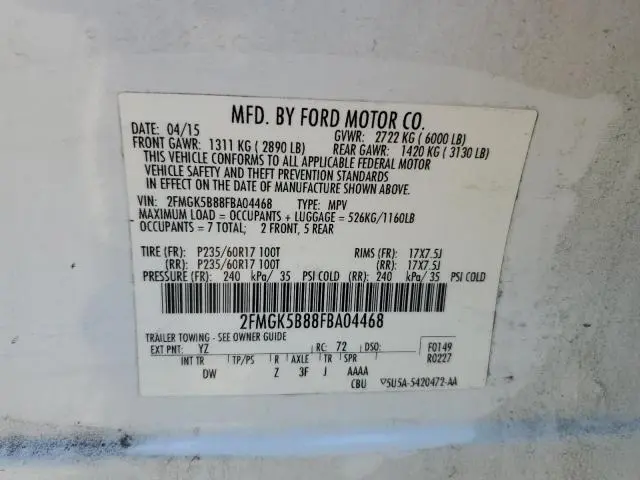 MFD. BY FORD MOTOR CO.
DATE: 04/15 GVWR: 2722 KG ( 6000 LB)
FRONT GAWR: 1311 KG ( 2890 LB) REAR GAWR: 1420 KG ( 3130 LB)
THIS VEHICLE CONFORMS TO ALL APPLICABLE FEDERAL MOTOR
VEHICLE SAFETY AND THEFT PREVENTION STANDARDS
IN EFFECT ON THE DATE OF MANUFACTURE SHOWN ABOVE.
VIN: 2FMGK5B88FBA04468 TYPE: MPV
MAXIMUM LOAD = OCCUPANTS + LUGGAGE = 526KG/1160LB
OCCUPANTS = 7 TOTAL; 2 FRONT, 5 REAR
TIRE (FR): P235/60R17 100T RIMS (FR): 17X7.5J
(RR): P235/60R17 100T (RR): 17X7.5J
PRESSURE (FR): 240 kPa/ 35 PSI COLD (RR): 240 kPa/ 35 PSI COLD
2FMGK5B88FBA04468
TRAILER TOWING - SEE OWNER GUIDE
EXT PNT: YZ RC: 72 DSO: F0149
INT TR TP/PS R AXLE TR SPR R0227
DW Z 3F J AAAA
CBU 5U5A-5420472-AA